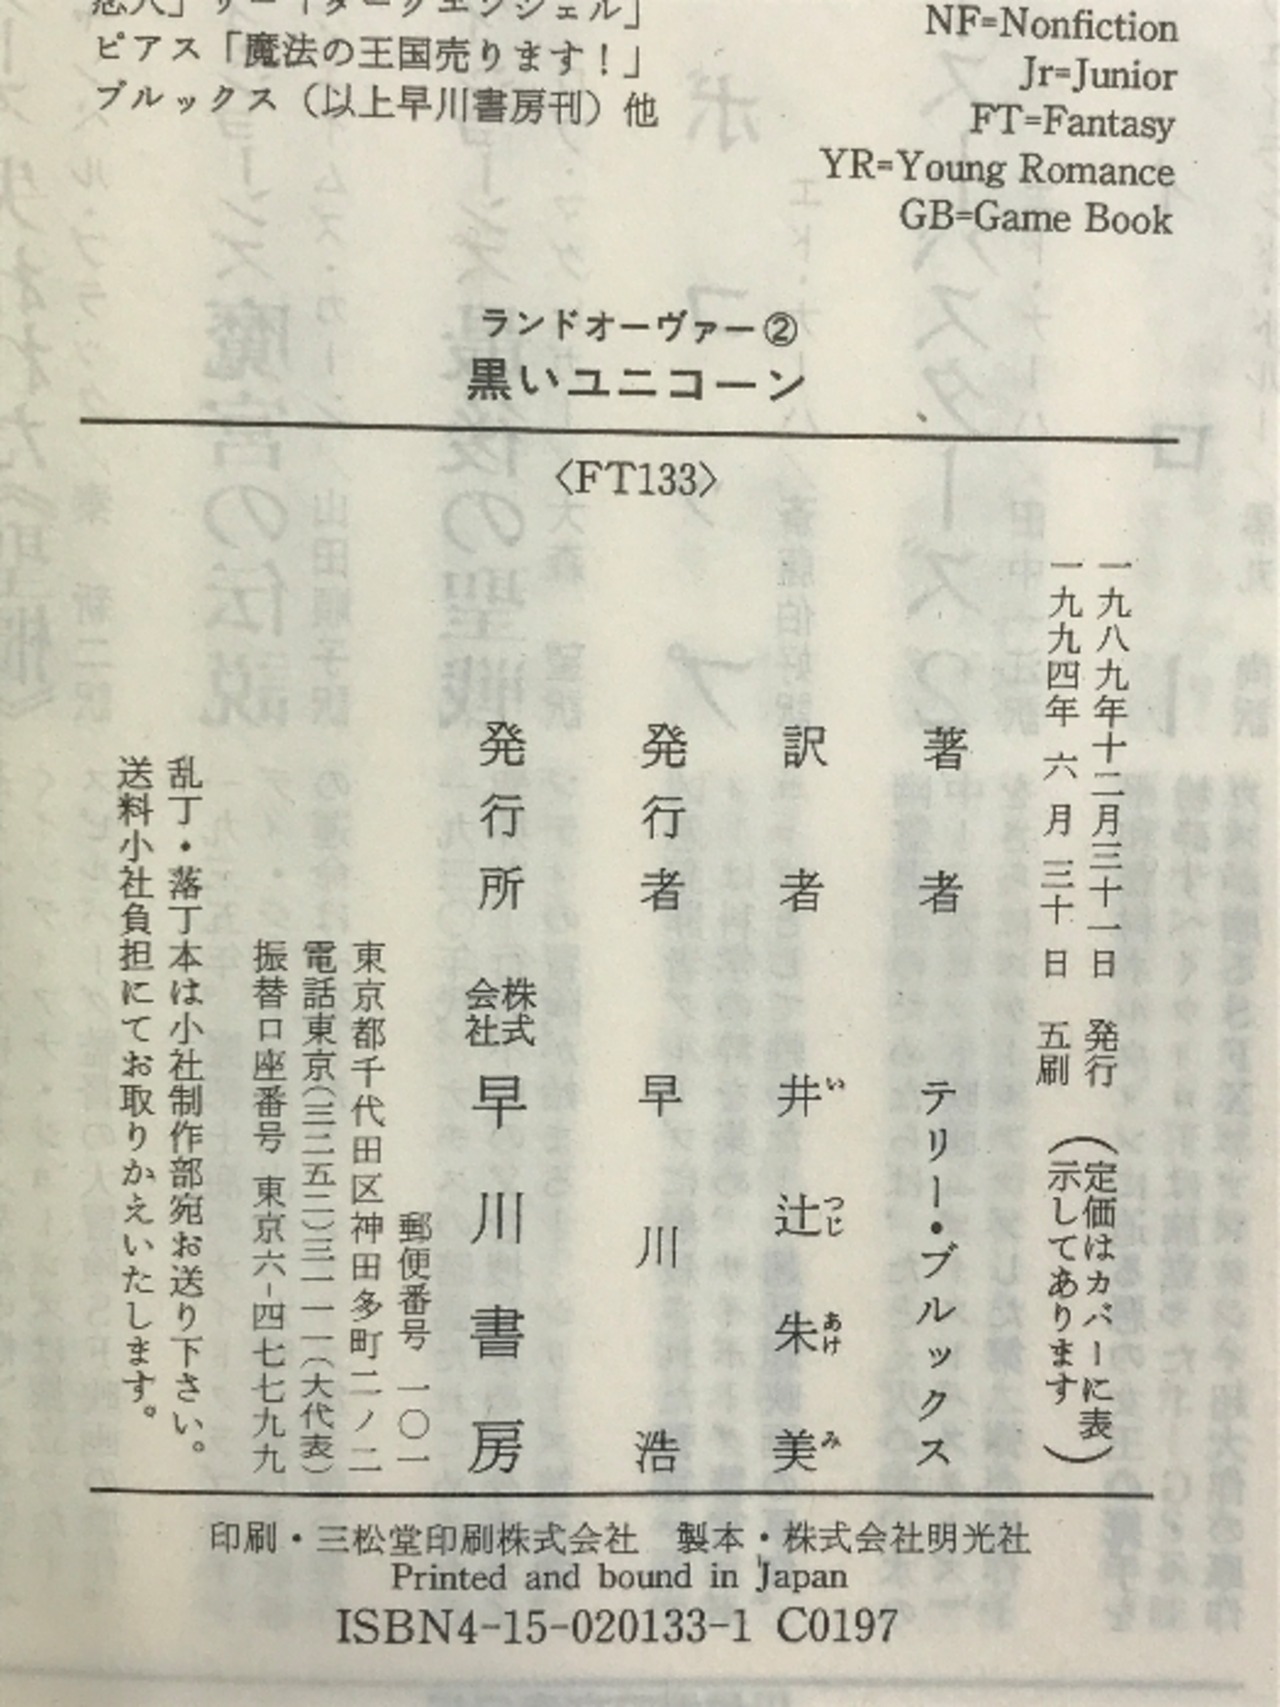 ピアス「魔法の王国売ります！」
ブルックス（以上早川書房刊）他
NF=Nonfiction
Jr=Junior
FT=Fantasy
YR=Young Romance
GB=Game Book
ランドオーヴァー②
黒いユニコーン
〈FT133〉
一九八九年十二月三十一日　発行
一九九四年　六　月　三十　日　五刷
（定価はカバーに表
示してあります）
著　者　テリー・ブルックス
訳　者　井辻朱美
いつじあけみ
発行者　早川　浩
発行所　株式会社　早川書房
郵便番号　一〇一
東京都千代田区神田多町二ノ二
電話東京（三二五二）三一一一（大代表）
振替口座番号　東京六-四七七九九
乱丁・落丁本は小社制作部宛お送り下さい。
送料小社負担にてお取りかえいたします。
印刷・三松堂印刷株式会社　製本・株式会社明光社
Printed and bound in Japan
ISBN4-15-020133-1 C0197